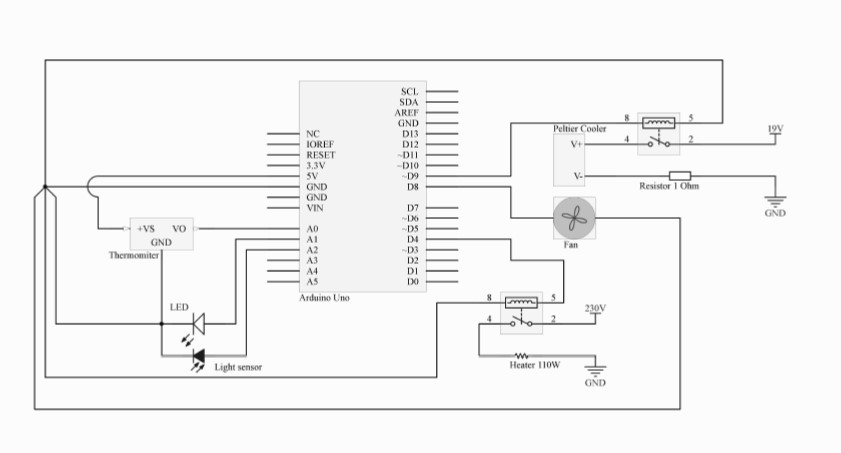 SCL
SDA
AREF
GND
NC
D13
IOREF
D12
RESET
~D11
3.3V
~D10
5V
~D9
GND
D8
GND
VIN
D7
~D6
A0
~D5
A1
D4
A2
~D3
A3
D2
A4
D1
A5
D0
Arduino Uno
Peltier Cooler
V+
V-
8
5
4
2
19V
Resistor 1 Ohm
GND
Fan
+VS
VO
GND
Thermomiter
LED
Light sensor
8
5
4
2
230V
Heater 110W
GND